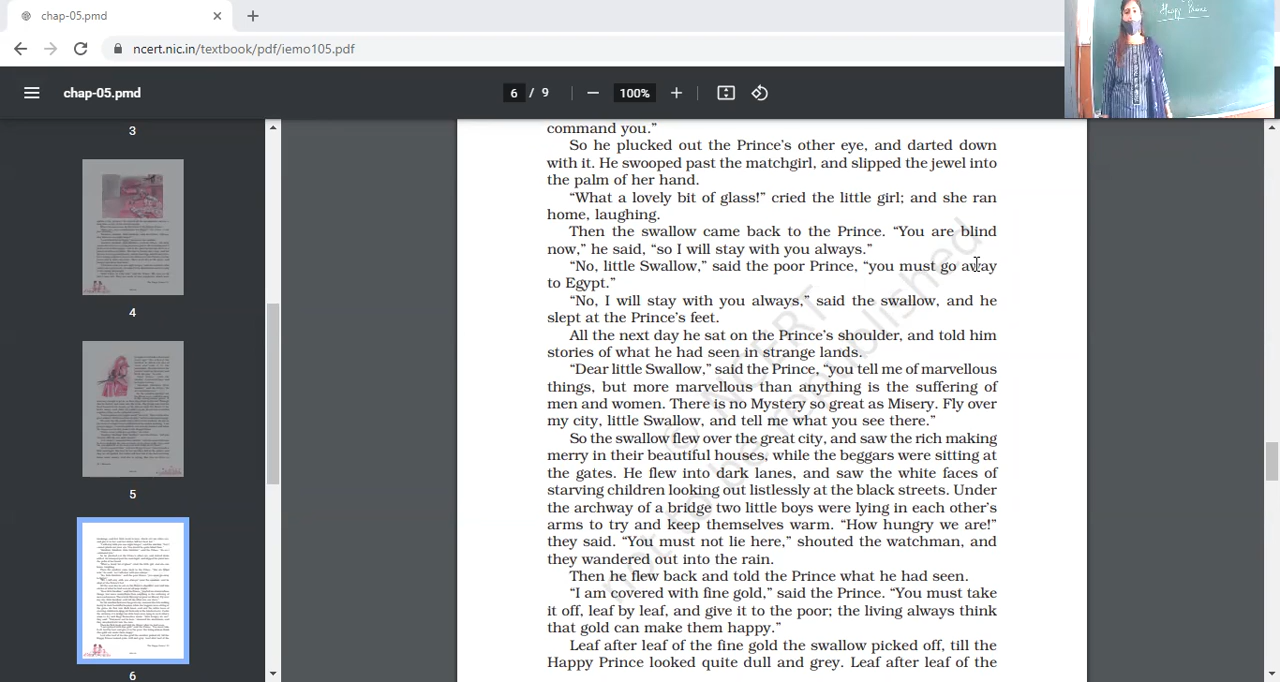 chap-05.pmd
ncert.nic.in/textbook/pdf/iemo105.pdf
Happy Prince
chap-05.pmd
6 / 9
100%
3
4
5
6
command you.”
So he plucked out the Prince’s other eye, and darted down
with it. He swooped past the matchgirl, and slipped the jewel into
the palm of her hand.
“What a lovely bit of glass!” cried the little girl; and she ran
home, laughing.
Then the swallow came back to the Prince. “You are blind
now,” he said, “so I will stay with you always.”
“No, little Swallow,” said the poor Prince, “you must go away
to Egypt.”
“No, I will stay with you always,” said the swallow, and he
slept at the Prince’s feet.
All the next day he sat on the Prince’s shoulder, and told him
stories of what he had seen in strange lands.
“Dear little Swallow,” said the Prince, “you tell me of marvellous
things, but more marvellous than anything is the suffering of
men and women. There is no Mystery so great as Misery. Fly over
my city, little Swallow, and tell me what you see there.”
So the swallow flew over the great city, and saw the rich making
merry in their beautiful houses, while the beggars were sitting at
the gates. He flew into dark lanes, and saw the white faces of
starving children looking out listlessly at the black streets. Under
the archway of a bridge two little boys were lying in each other’s
arms to try and keep themselves warm. “How hungry we are!”
they said. “You must not lie here,” shouted the watchman, and
they wandered out into the rain.
Then he flew back and told the Prince what he had seen.
“I am covered with fine gold,” said the Prince. “You must take
it off, leaf by leaf, and give it to the poor; the living always think
that gold can make them happy.”
Leaf after leaf of the fine gold the swallow picked off, till the
Happy Prince looked quite dull and grey. Leaf after leaf of the